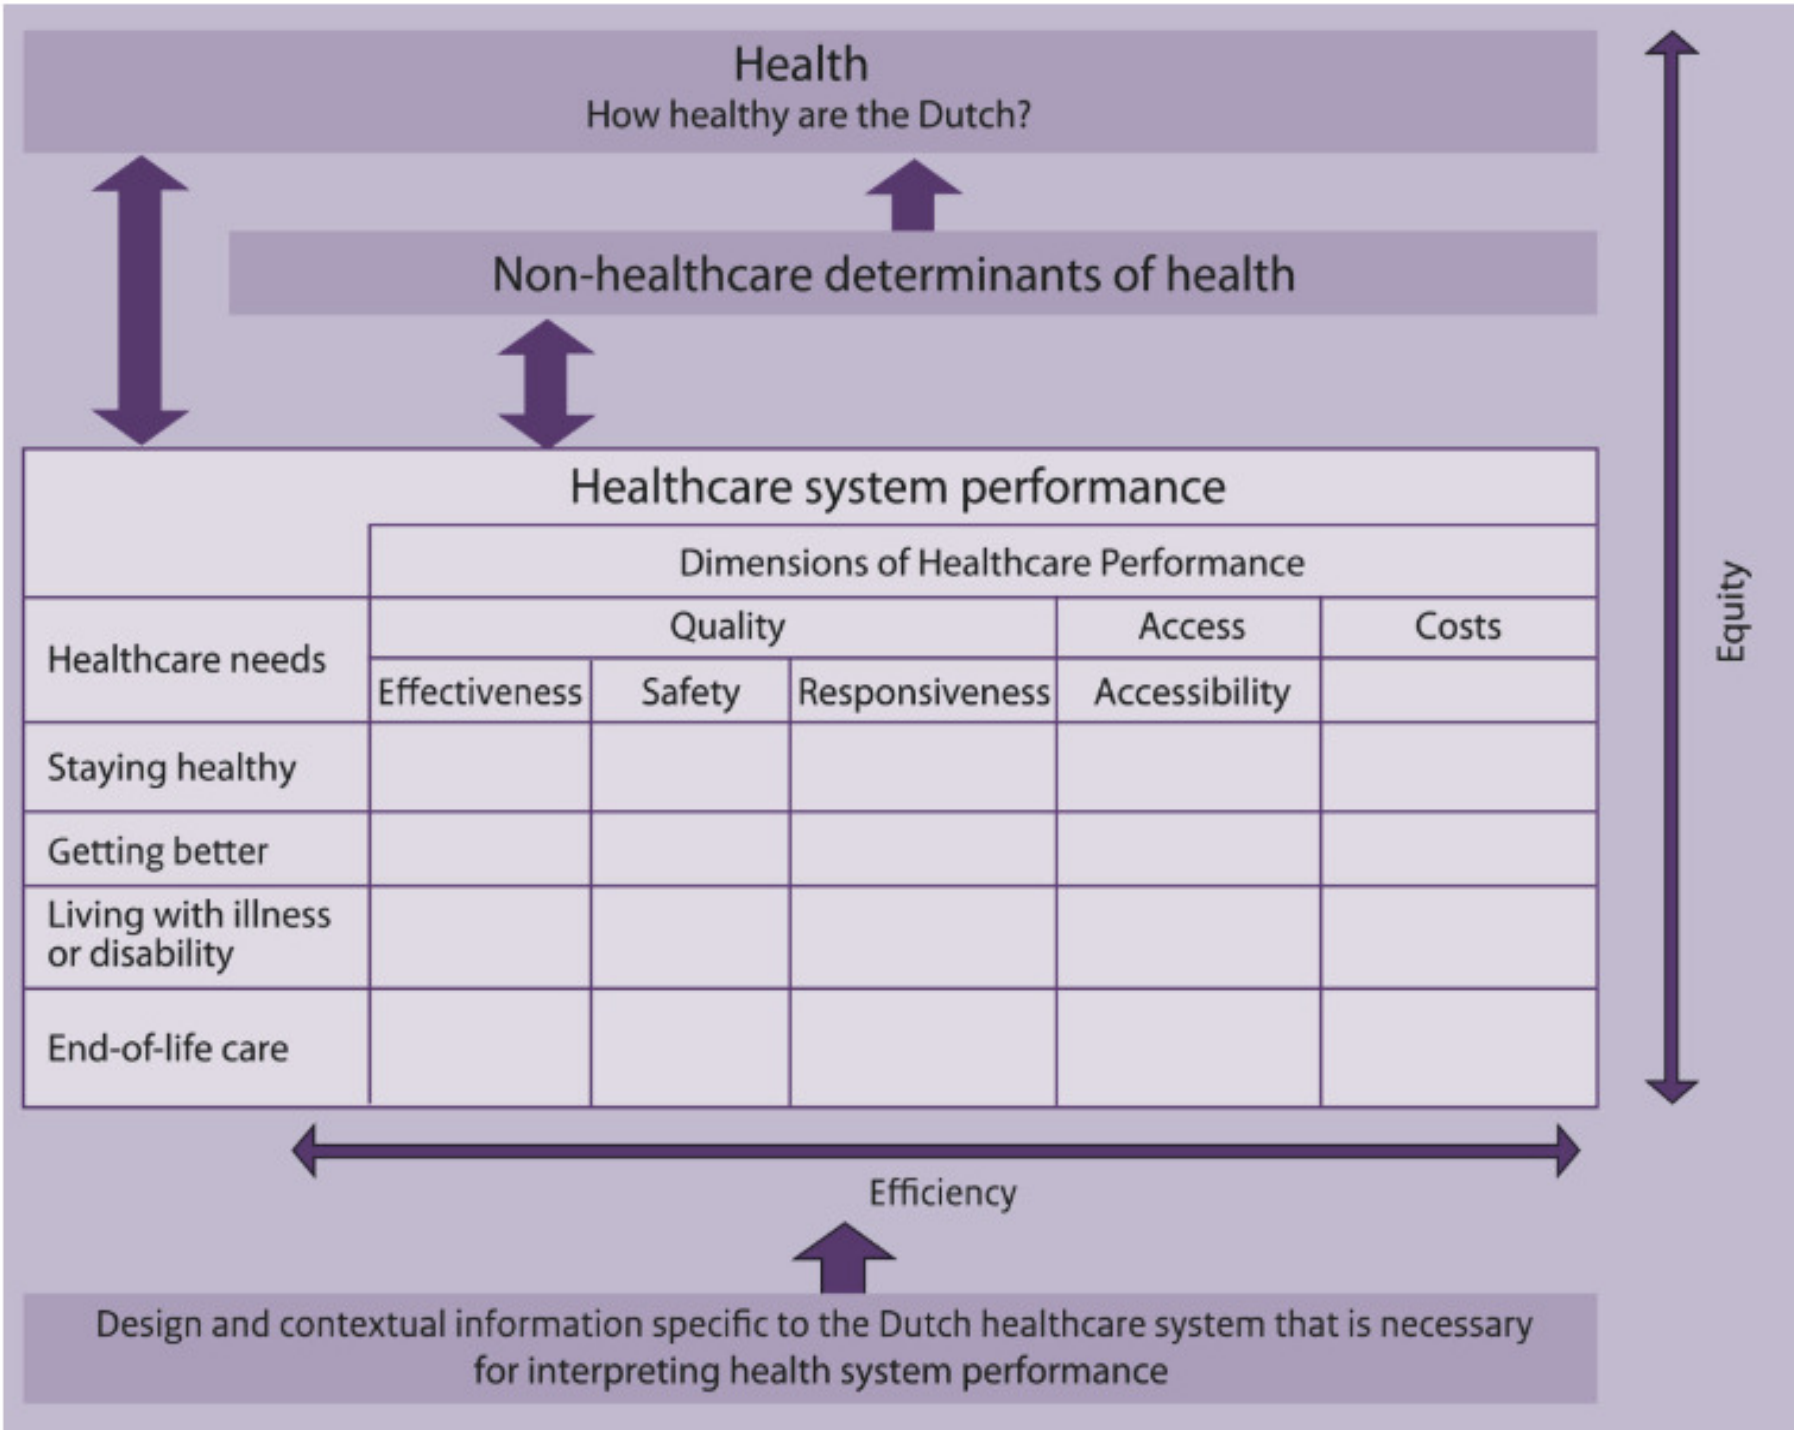 Health
How healthy are the Dutch?
Non-healthcare determinants of health
Healthcare system performance
Dimensions of Healthcare Performance
Healthcare needs
Quality
Access
Costs
Effectiveness
Safety
Responsiveness
Accessibility
Staying healthy
Getting better
Living with illness
or disability
End-of-life care
Equity
Efficiency
Design and contextual information specific to the Dutch healthcare system that is necessary
for interpreting health system performance